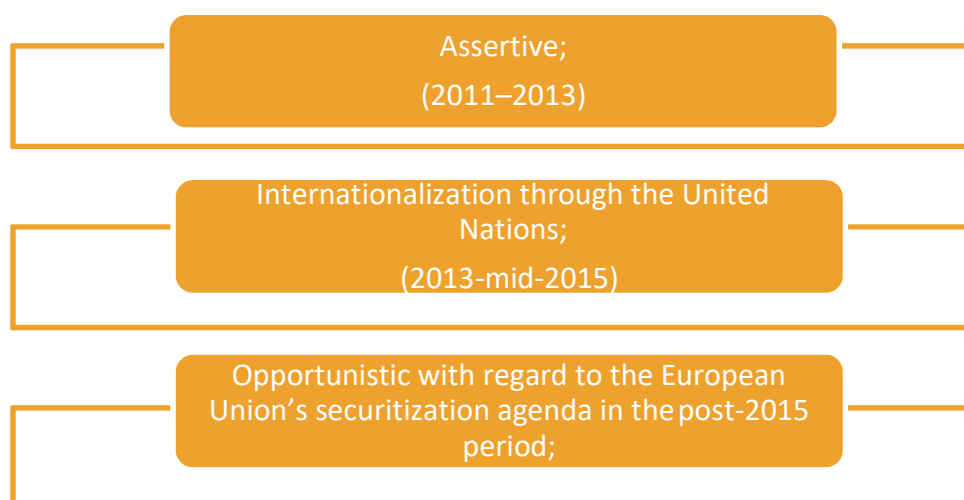 Assertive;
(2011–2013)
Internationalization through the United
Nations;
(2013-mid-2015)
Opportunistic with regard to the European
Union’s securitization agenda in the post-2015
period;